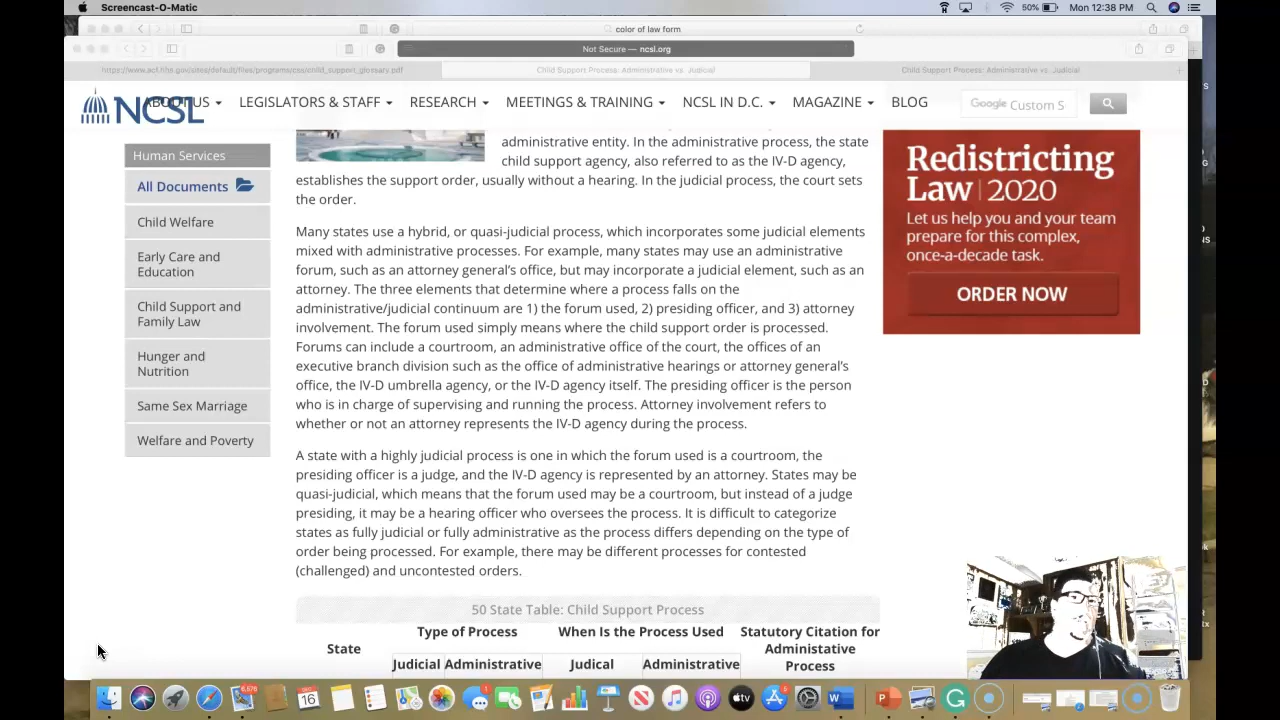 Screencast-O-Matic
50%
Mon 12:38 PM
color of law form
Not Secure — ncsl.org
https://www.acf.hhs.gov/sites/default/files/programs/css/child_support_glossary.pdf
Child Support Process: Administrative vs. Judicial
Child Support Process: Administrative vs. Judicial
NCSL
ABOUT US
LEGISLATORS & STAFF
RESEARCH
MEETINGS & TRAINING
NCSL IN D.C.
MAGAZINE
BLOG
Google Custom S
Human Services
All Documents
Child Welfare
Early Care and
Education
Child Support and
Family Law
Hunger and
Nutrition
Same Sex Marriage
Welfare and Poverty
administrative entity. In the administrative process, the state
child support agency, also referred to as the IV-D agency,
establishes the support order, usually without a hearing. In the judicial process, the court sets
the order.
Many states use a hybrid, or quasi-judicial process, which incorporates some judicial elements
mixed with administrative processes. For example, many states may use an administrative
forum, such as an attorney general's office, but may incorporate a judicial element, such as an
attorney. The three elements that determine where a process falls on the
administrative/judicial continuum are 1) the forum used, 2) presiding officer, and 3) attorney
involvement. The forum used simply means where the child support order is processed.
Forums can include a courtroom, an administrative office of the court, the offices of an
executive branch division such as the office of administrative hearings or attorney general's
office, the IV-D umbrella agency, or the IV-D agency itself. The presiding officer is the person
who is in charge of supervising and running the process. Attorney involvement refers to
whether or not an attorney represents the IV-D agency during the process.
A state with a highly judicial process is one in which the forum used is a courtroom, the
presiding officer is a judge, and the IV-D agency is represented by an attorney. States may be
quasi-judicial, which means that the forum used may be a courtroom, but instead of a judge
presiding, it may be a hearing officer who oversees the process. It is difficult to categorize
states as fully judicial or fully administrative as the process differs depending on the type of
order being processed. For example, there may be different processes for contested
(challenged) and uncontested orders.
50 State Table: Child Support Process
State
Type of Process
When Is the Process Used
Statutory Citation for
Administative
Process
Judicial
Administrative
Judical
Administrative
Redistricting
Law | 2020
Let us help you and your team
prepare for this complex,
once-a-decade task.
ORDER NOW